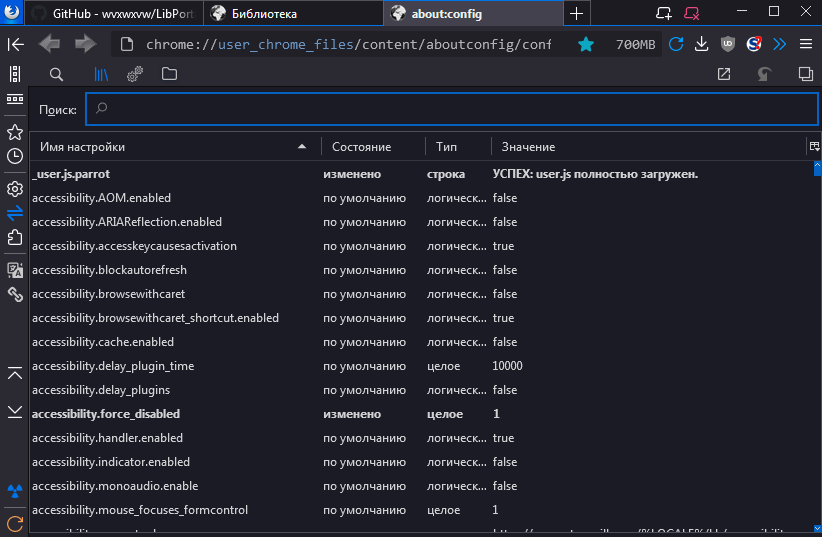 GitHub - wvxwxvw/LibPort
Библиотека
about:config
chrome://user_chrome_files/content/aboutconfig/conf
700MB
Поиск:
Имя настройки Состояние Тип Значение
_user.js.parrot изменено строка УСПЕХ: user.js полностью загружен.
accessibility.AOM.enabled по умолчанию логическ... false
accessibility.ARIAReflection.enabled по умолчанию логическ... false
accessibility.accesskeycausesactivation по умолчанию логическ... true
accessibility.blockautorefresh по умолчанию логическ... false
accessibility.browsewithcaret по умолчанию логическ... false
accessibility.browsewithcaret_shortcut.enabled по умолчанию логическ... true
accessibility.cache.enabled по умолчанию логическ... false
accessibility.delay_plugin_time по умолчанию целое 10000
accessibility.delay_plugins по умолчанию логическ... false
accessibility.force_disabled изменено целое 1
accessibility.handler.enabled по умолчанию логическ... true
accessibility.indicator.enabled по умолчанию логическ... false
accessibility.monoaudio.enable по умолчанию логическ... false
accessibility.mouse_focuses_formcontrol по умолчанию целое 1